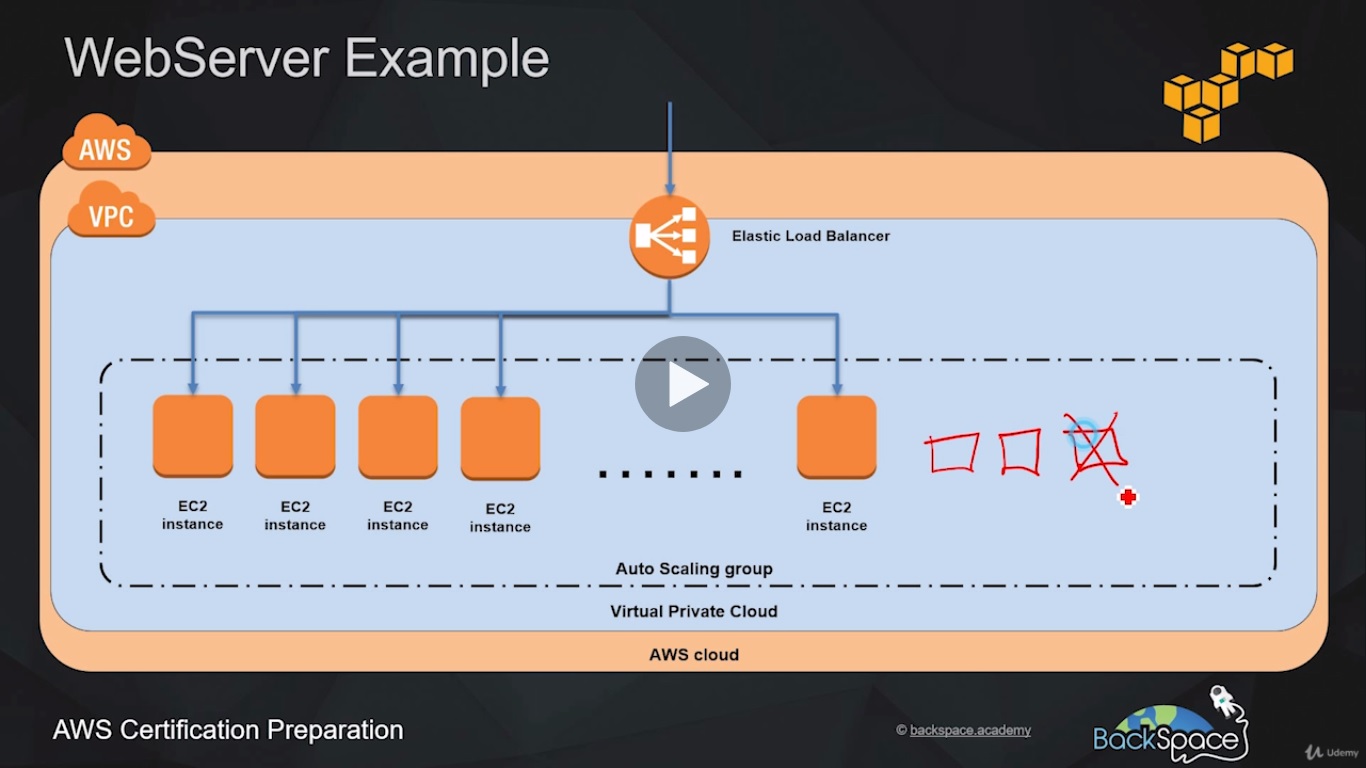 WebServer Example
AWS
VPC
Elastic Load Balancer
EC2
instance
EC2
instance
EC2
instance
EC2
instance
EC2
instance
Auto Scaling group
Virtual Private Cloud
AWS cloud
AWS Certification Preparation
© backspace.academy
BackSpace
Udemy